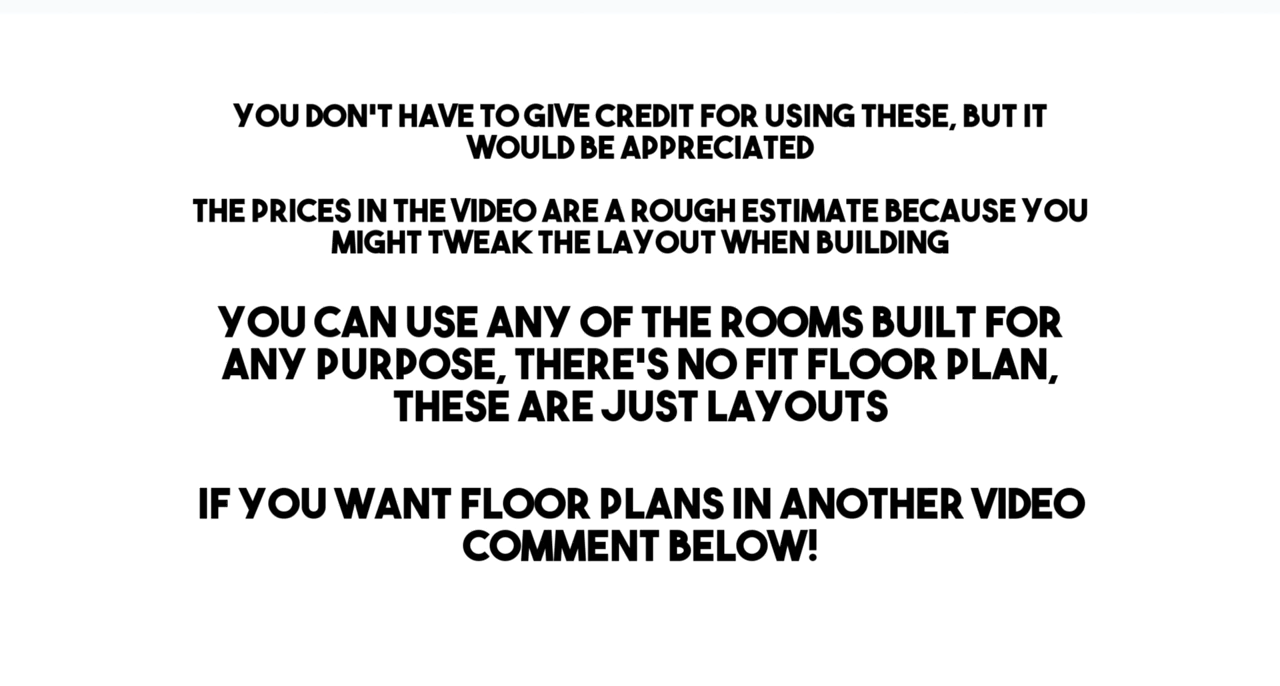 YOU DON'T HAVE TO GIVE CREDIT FOR USING THESE, BUT IT
WOULD BE APPRECIATED
THE PRICES IN THE VIDEO ARE A ROUGH ESTIMATE BECAUSE YOU
MIGHT TWEAK THE LAYOUT WHEN BUILDING
YOU CAN USE ANY OF THE ROOMS BUILT FOR
ANY PURPOSE, THERE'S NO FIT FLOOR PLAN,
THESE ARE JUST LAYOUTS
IF YOU WANT FLOOR PLANS IN ANOTHER VIDEO
COMMENT BELOW!